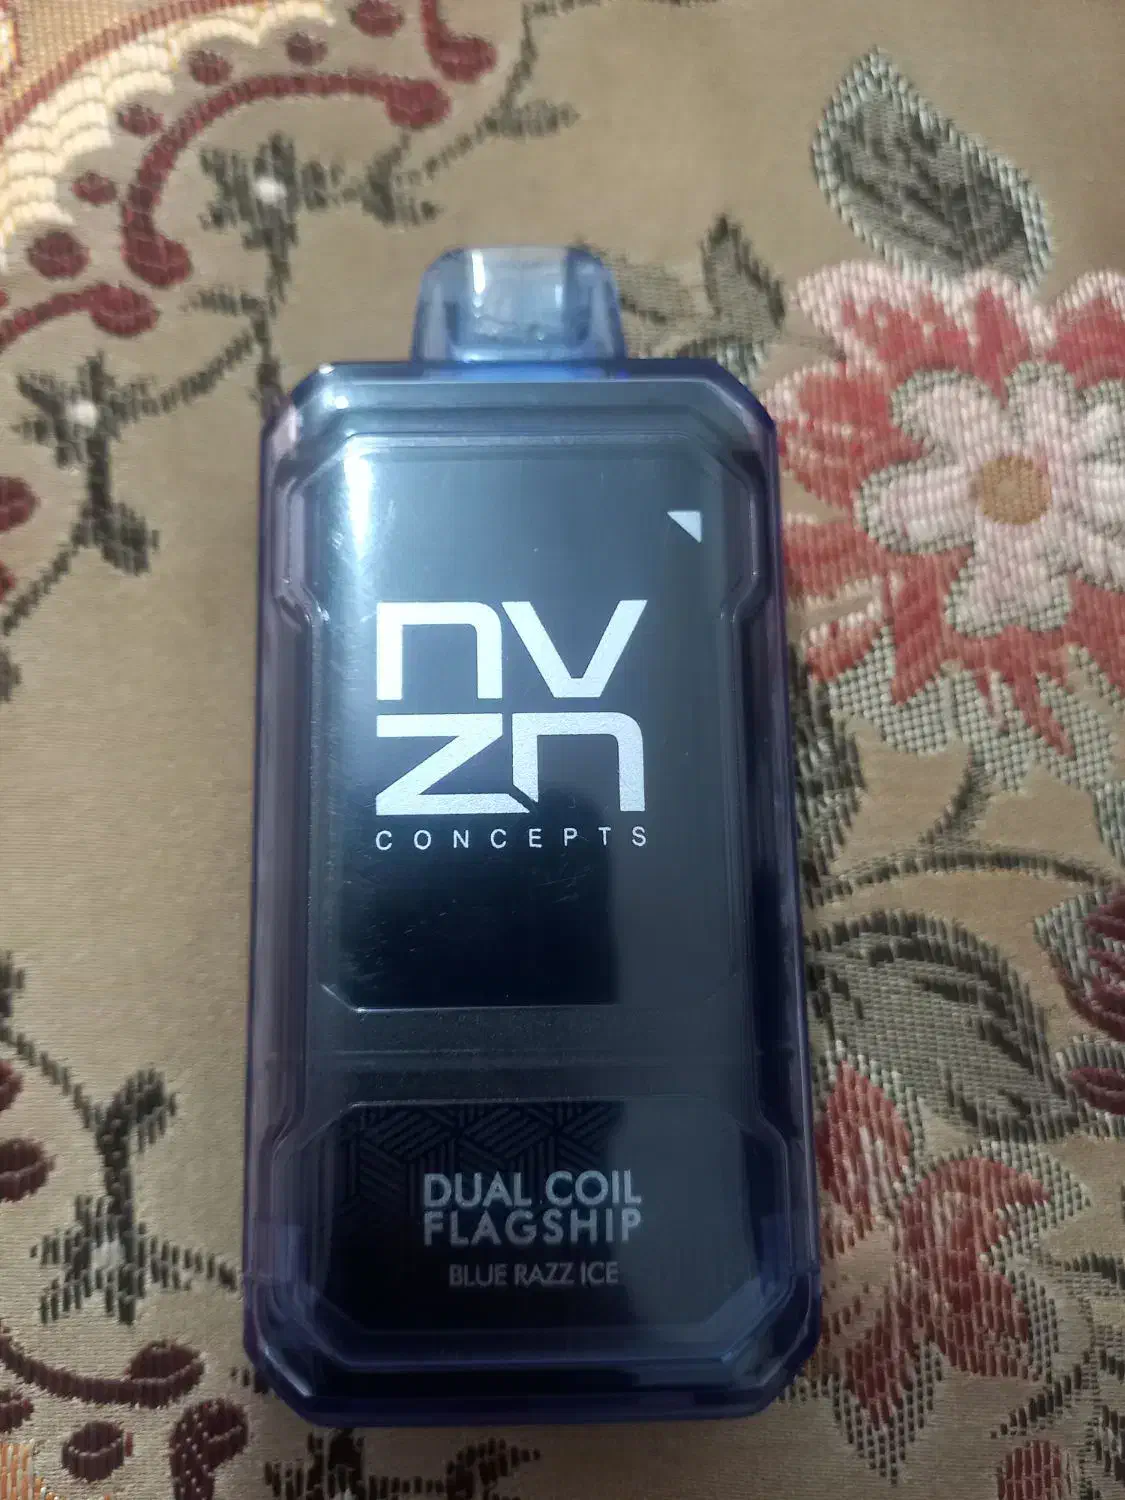 nv
zn
CONCEPTS
DUAL COIL
FLAGSHIP
BLUE RAZZ ICE